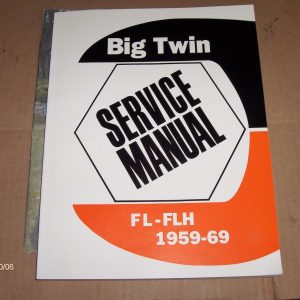 Big Twin
SERVICE
MANUAL
FL-FLH
1959-69